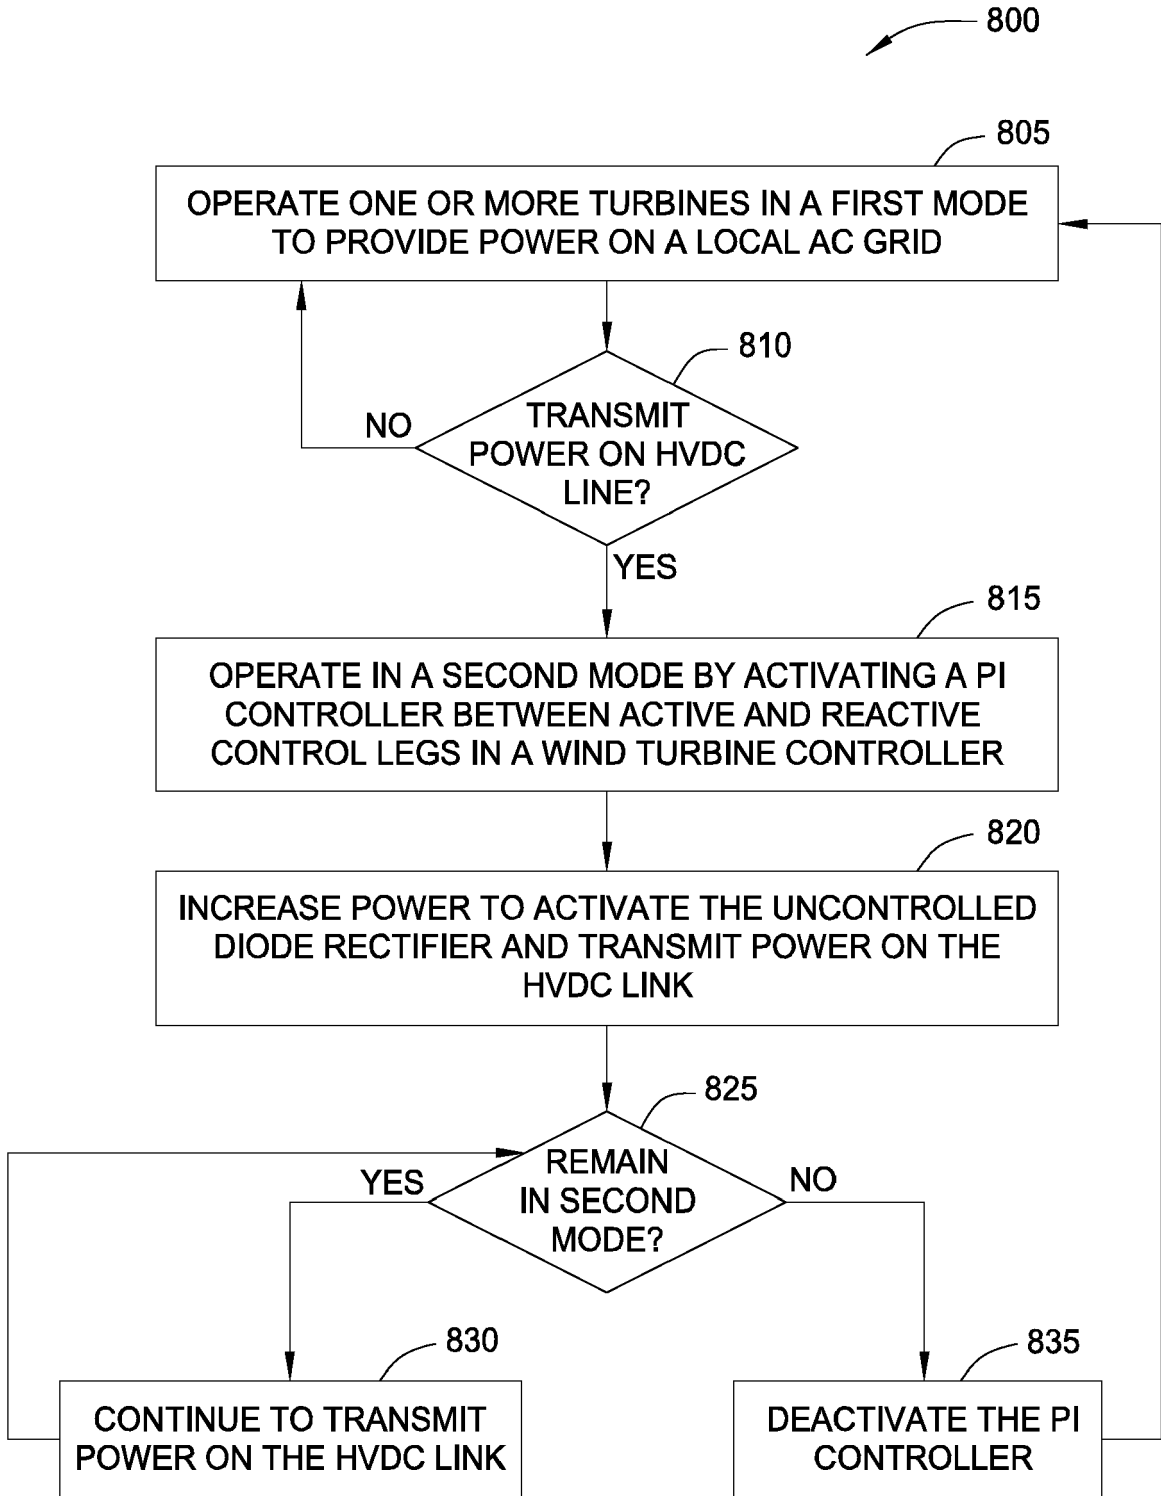 800
805
OPERATE ONE OR MORE TURBINES IN A FIRST MODE
TO PROVIDE POWER ON A LOCAL AC GRID
810
TRANSMIT
POWER ON HVDC
LINE?
NO
YES
815
OPERATE IN A SECOND MODE BY ACTIVATING A PI
CONTROLLER BETWEEN ACTIVE AND REACTIVE
CONTROL LEGS IN A WIND TURBINE CONTROLLER
820
INCREASE POWER TO ACTIVATE THE UNCONTROLLED
DIODE RECTIFIER AND TRANSMIT POWER ON THE
HVDC LINK
825
REMAIN
IN SECOND
MODE?
YES
NO
830
CONTINUE TO TRANSMIT
POWER ON THE HVDC LINK
835
DEACTIVATE THE PI
CONTROLLER